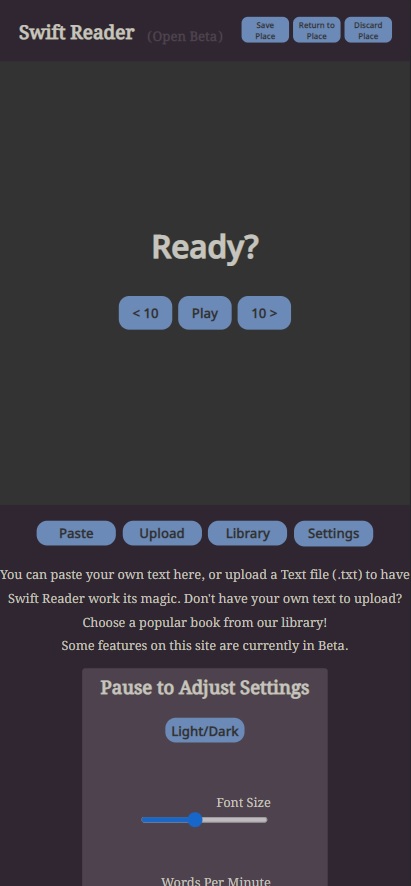 Swift Reader (Open Beta)
Save Place
Return to Place
Discard Place
Ready?
< 10
Play
10 >
Paste
Upload
Library
Settings
You can paste your own text here, or upload a Text file (.txt) to have
Swift Reader work its magic. Don't have your own text to upload?
Choose a popular book from our library!
Some features on this site are currently in Beta.
Pause to Adjust Settings
Light/Dark
Font Size
Words Per Minute